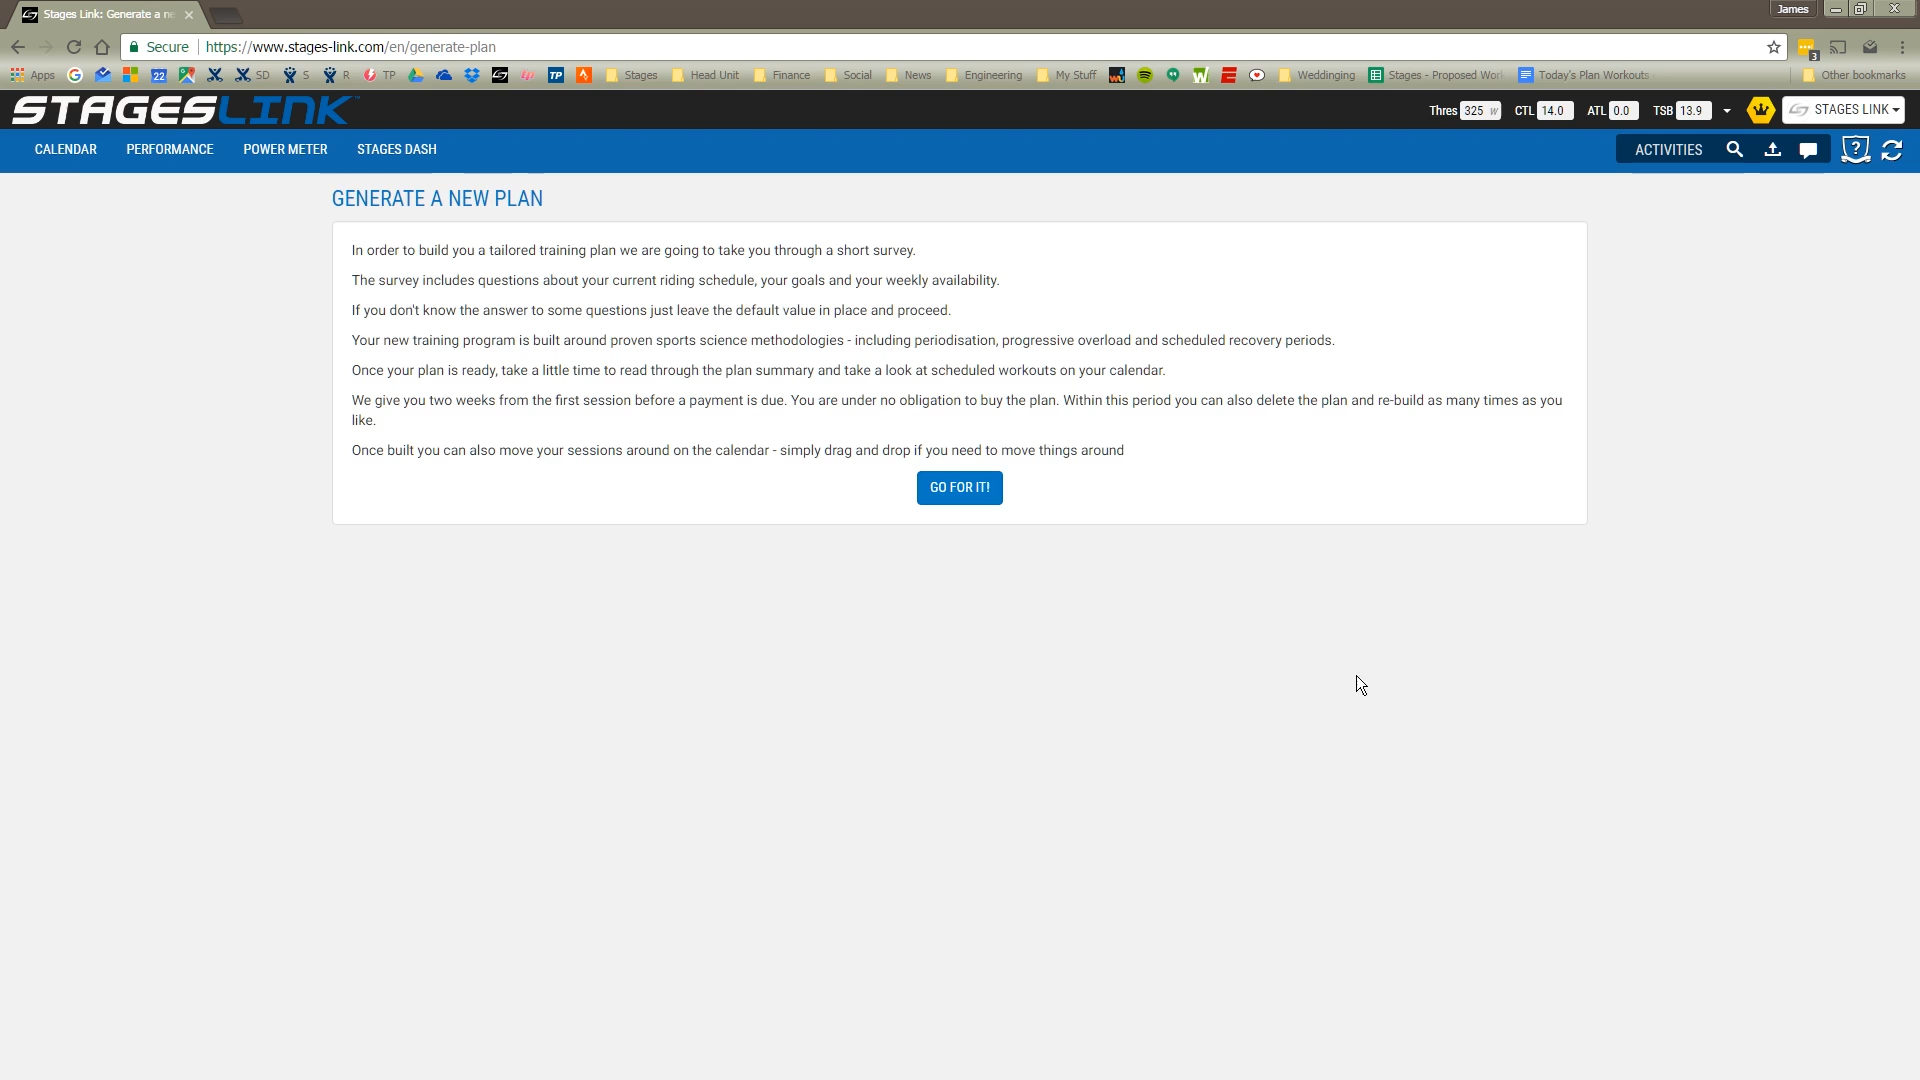 Stages Link: Generate a ne
James
Secure https://www.stages-link.com/en/generate-plan
3
Apps 22 SD S R TP TP Stages Head Unit Finance Social News Engineering My Stuff Weddinging Stages - Proposed Work Today's Plan Workouts Other bookmarks
STAGESLINK Thres 325 w CTL 14.0 ATL 0.0 TSB 13.9 STAGES LINK
CALENDAR PERFORMANCE POWER METER STAGES DASH ACTIVITIES ?
GENERATE A NEW PLAN
In order to build you a tailored training plan we are going to take you through a short survey.
The survey includes questions about your current riding schedule, your goals and your weekly availability.
If you don't know the answer to some questions just leave the default value in place and proceed.
Your new training program is built around proven sports science methodologies - including periodisation, progressive overload and scheduled recovery periods.
Once your plan is ready, take a little time to read through the plan summary and take a look at scheduled workouts on your calendar.
We give you two weeks from the first session before a payment is due. You are under no obligation to buy the plan. Within this period you can also delete the plan and re-build as many times as you
like.
Once built you can also move your sessions around on the calendar - simply drag and drop if you need to move things around
GO FOR IT!